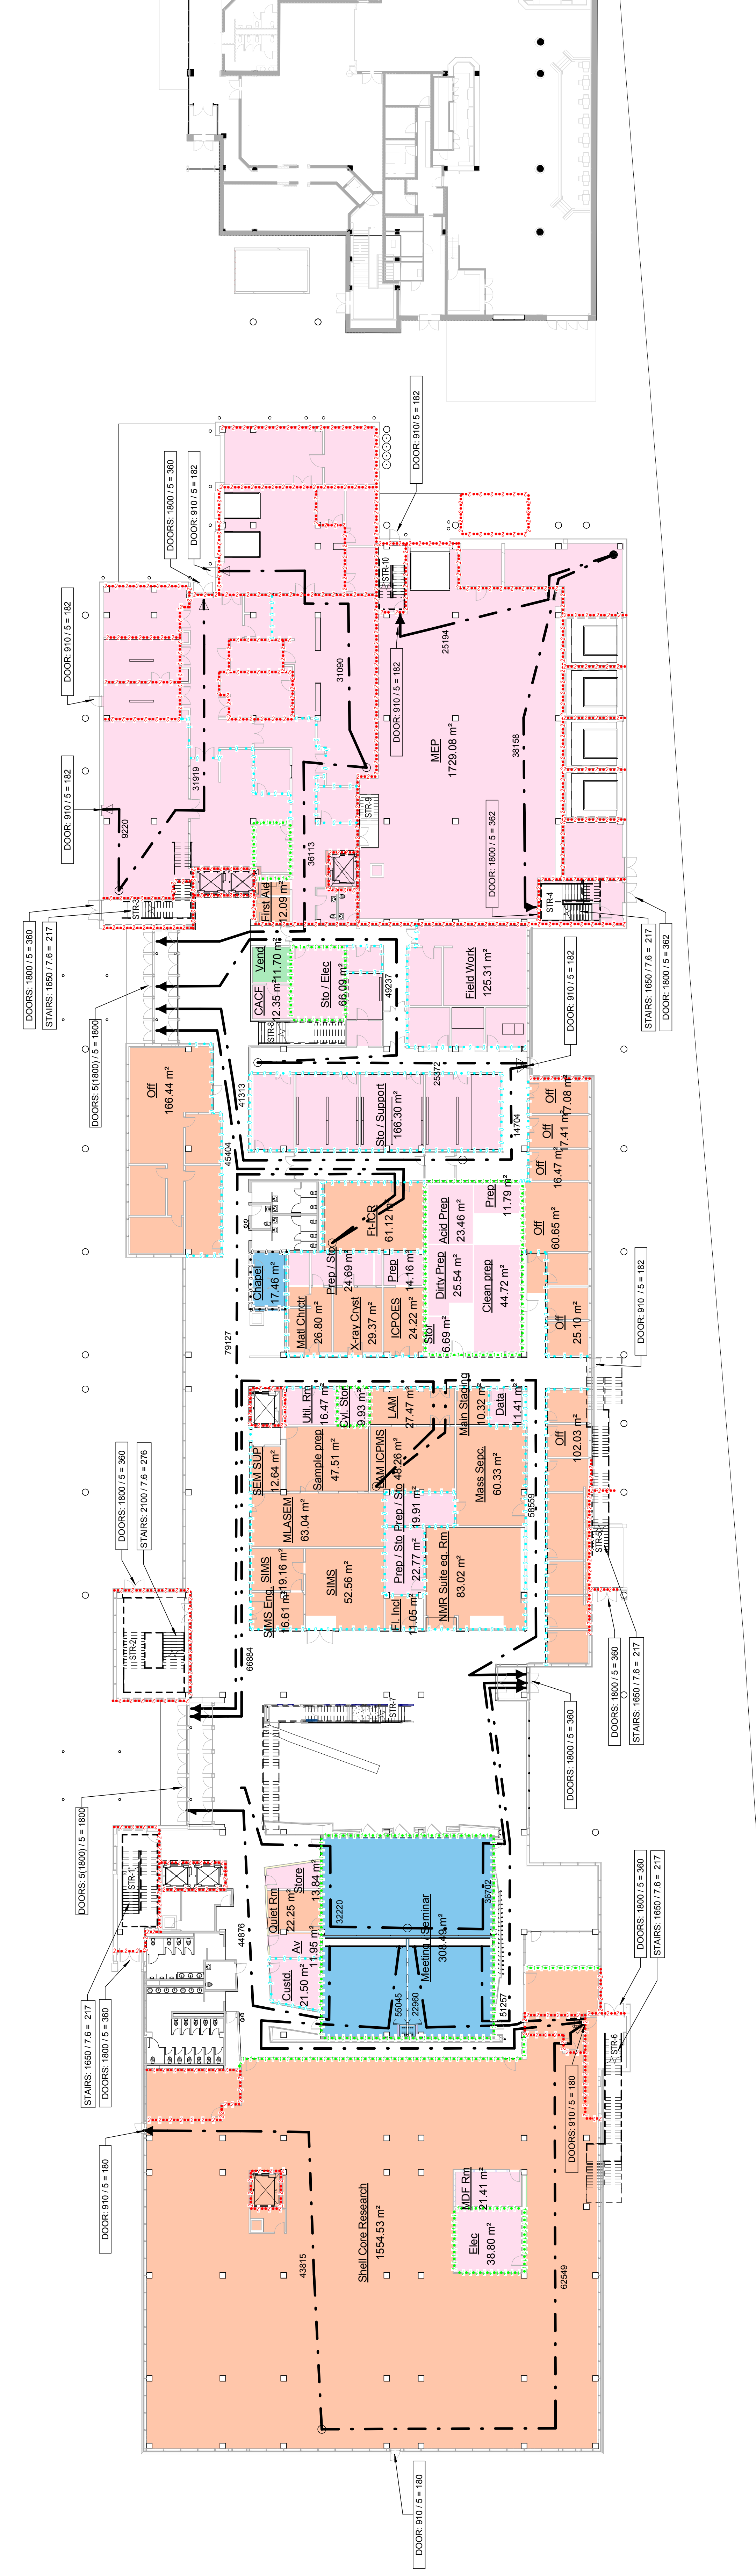 DOORS: 1800 / 5 = 360
DOOR: 910 / 5 = 182
DOOR: 910/ 5 = 182
DOOR: 910 / 5 = 182
DOOR: 910 / 5 = 182
STR-10
25194
31090
DOOR: 910 / 5 = 182
31919
9220
MEP
1729.08 m²
38158
STR-9
36113
DOORS: 1800 / 5 = 362
DOORS: 1800 / 5 = 360
STAIRS: 1650 / 7.6 = 217
STR-3
First Aid
12.09 m²
STR-4
STAIRS: 1650 / 7.6 = 217
DOOR: 1800 / 5 = 362
DOORS: 5(1800) / 5 = 1800
Vend
11.70 m²
CACF
12.35 m²
Sto / Elec
66.09 m²
49237
Field Work
125.31 m²
DOOR: 910 / 5 = 182
STR-8
Off
166.44 m²
41313
45404
Sto / Support
166.30 m²
25372
14704
Off
7.08 m²
Off
17.41 m²
Off
16.47 m²
Off
60.65 m²
Ft-ICR
61.12 m²
Acid Prep
23.46 m²
Prep
11.79 m²
Chapel
17.46 m²
Prep / Sto
24.69 m²
Prep
14.16 m²
Dirty Prep
25.54 m²
Clean prep
44.72 m²
Matl Chrctr
26.80 m²
X-ray Cryst
29.37 m²
ICPOES
24.22 m²
Stor
6.69 m²
Off
25.10 m²
DOOR: 910 / 5 = 182
79127
Util. Rm
16.47 m²
Cyl. Stor
9.93 m²
LAM
27.47 m²
Main Staging
10.32 m²
Data
11.41 m²
Off
102.03 m²
SEM SUP
12.64 m²
Sample prep
47.51 m²
LAM ICPMS
48.26 m²
Mass Sepc.
60.33 m²
58559
MLASEM
63.04 m²
Prep / Sto
19.91 m²
Prep / Sto
22.77 m²
SIMS
19.16 m²
SIMS Eng.
16.61 m²
SIMS
52.56 m²
Fl. Incl
11.05 m²
NMR Suite eq. Rm
83.02 m²
STR-5
DOORS: 1800 / 5 = 360
STAIRS: 2100 / 7.6 = 276
STR-2
66884
DOORS: 1800 / 5 = 360
STAIRS: 1650 / 7.6 = 217
STR-7
DOORS: 1800 / 5 = 360
DOORS: 5(1800) / 5 = 1800
STR-1
44876
Quiet Rm
22.25 m²
Store
13.84 m²
Av
11.95 m²
Custd.
21.50 m²
32220
36702
Meeting / Seminar
55045
22960
51257
DOORS: 1800 / 5 = 360
STAIRS: 1650 / 7.6 = 217
STAIRS: 1650 / 7.6 = 217
DOORS: 1800 / 5 = 360
STR-6
DOORS: 910 / 5 = 180
DOOR: 910 / 5 = 180
Shell Core Research
1554.53 m²
43815
MDF Rm
21.41 m²
Elec
38.80 m²
62549
DOOR: 910 / 5 = 180